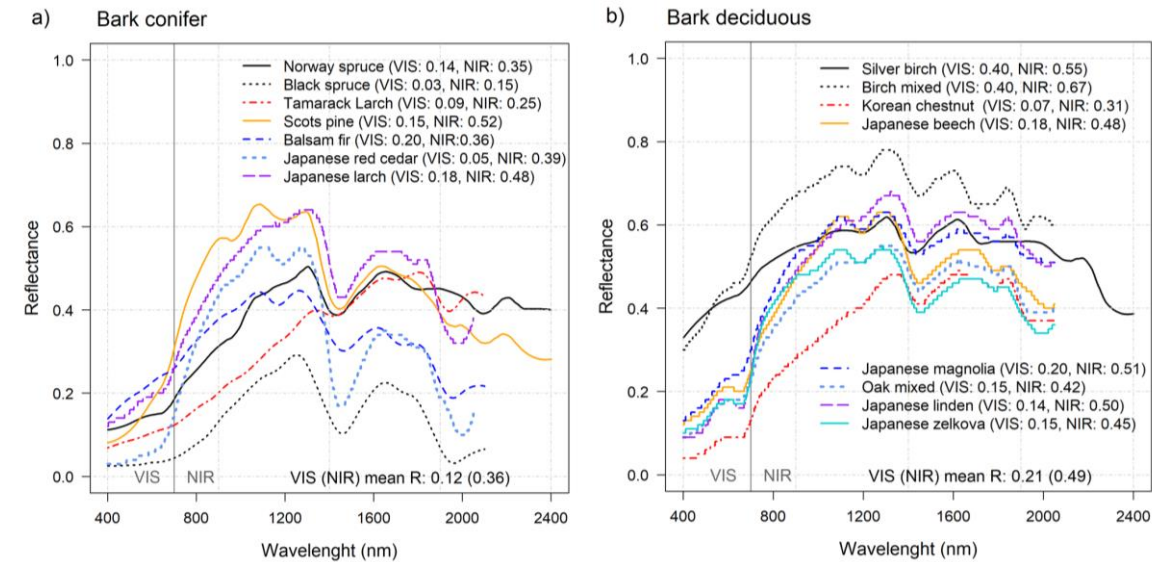 a) Bark conifer
Norway spruce (VIS: 0.14, NIR: 0.35)
Black spruce (VIS: 0.03, NIR: 0.15)
Tamarack Larch (VIS: 0.09, NIR: 0.25)
Scots pine (VIS: 0.15, NIR: 0.52)
Balsam fir (VIS: 0.20, NIR:0.36)
Japanese red cedar (VIS: 0.05, NIR: 0.39)
Japanese larch (VIS: 0.18, NIR: 0.48)
Reflectance
1.0
0.8
0.6
0.4
0.2
0.0
VIS NIR
VIS (NIR) mean R: 0.12 (0.36)
400 800 1200 1600 2000 2400
Wavelenght (nm)
b) Bark deciduous
Silver birch (VIS: 0.40, NIR: 0.55)
Birch mixed (VIS: 0.40, NIR: 0.67)
Korean chestnut (VIS: 0.07, NIR: 0.31)
Japanese beech (VIS: 0.18, NIR: 0.48)
Japanese magnolia (VIS: 0.20, NIR: 0.51)
Oak mixed (VIS: 0.15, NIR: 0.42)
Japanese linden (VIS: 0.14, NIR: 0.50)
Japanese zelkova (VIS: 0.15, NIR: 0.45)
Reflectance
1.0
0.8
0.6
0.4
0.2
0.0
VIS NIR
VIS (NIR) mean R: 0.21 (0.49)
400 800 1200 1600 2000 2400
Wavelenght (nm)